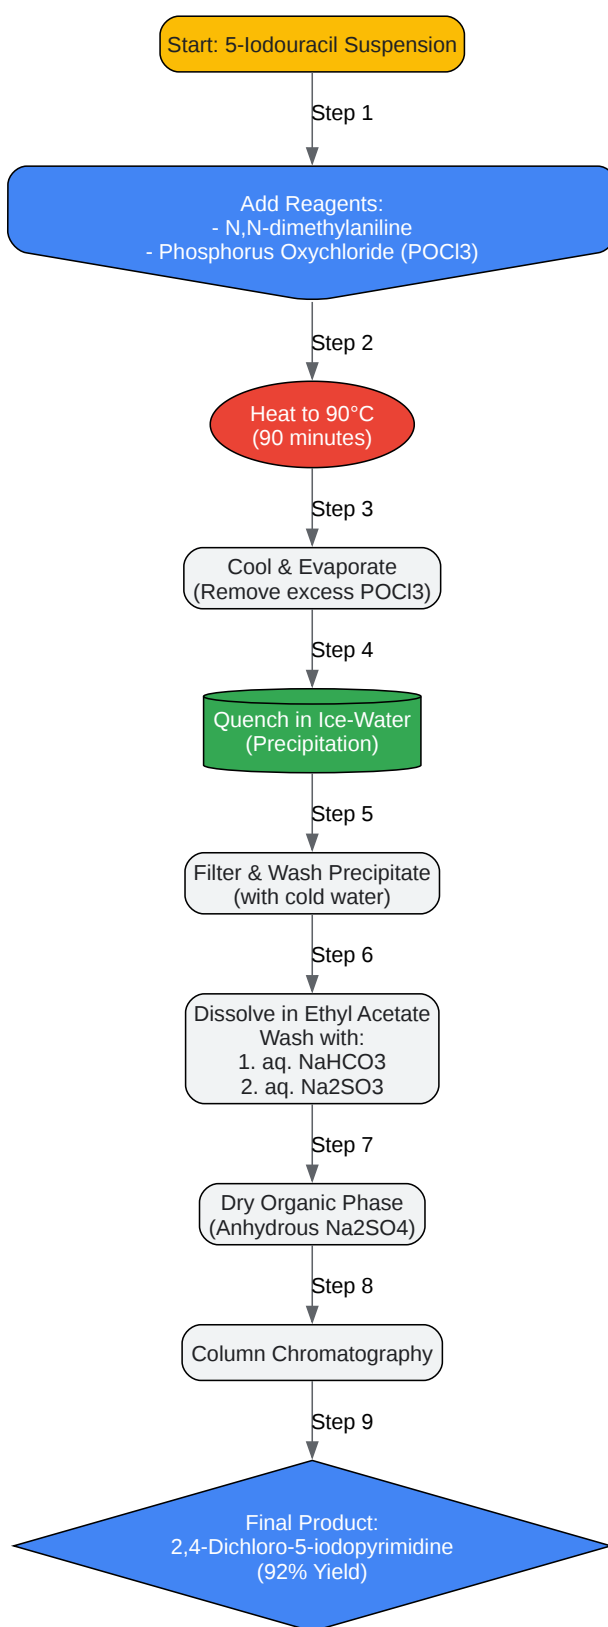 Start: 5-Iodouracil Suspension
Step 1
Add Reagents:
- N,N-dimethylaniline
- Phosphorus Oxychloride (POCl3)
Step 2
Heat to 90°C
(90 minutes)
Step 3
Cool & Evaporate
(Remove excess POCl3)
Step 4
Quench in Ice-Water
(Precipitation)
Step 5
Filter & Wash Precipitate
(with cold water)
Step 6
Dissolve in Ethyl Acetate
Wash with:
1. aq. NaHCO3
2. aq. Na2SO3
Step 7
Dry Organic Phase
(Anhydrous Na2SO4)
Step 8
Column Chromatography
Step 9
Final Product:
2,4-Dichloro-5-iodopyrimidine
(92% Yield)